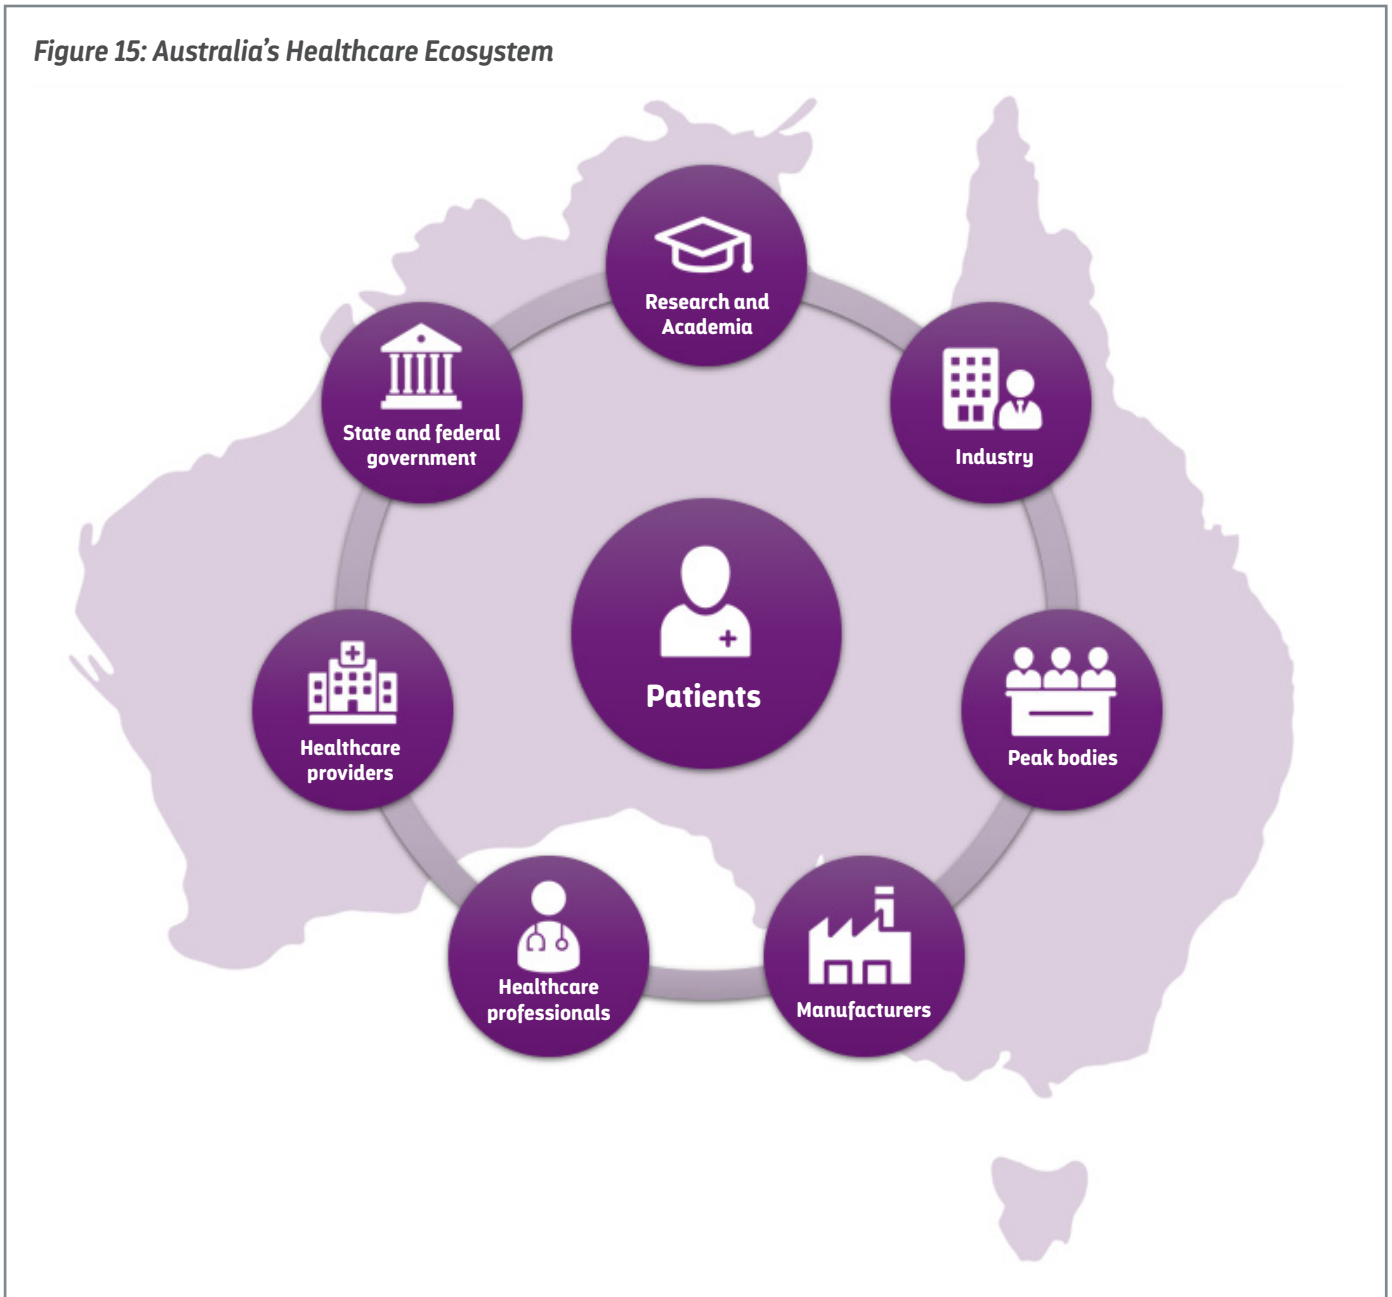 Figure 15: Australia's Healthcare Ecosystem
Research and
Academia
State and federal
government
Industry
Patients
Healthcare
providers
Peak bodies
Healthcare
professionals
Manufacturers